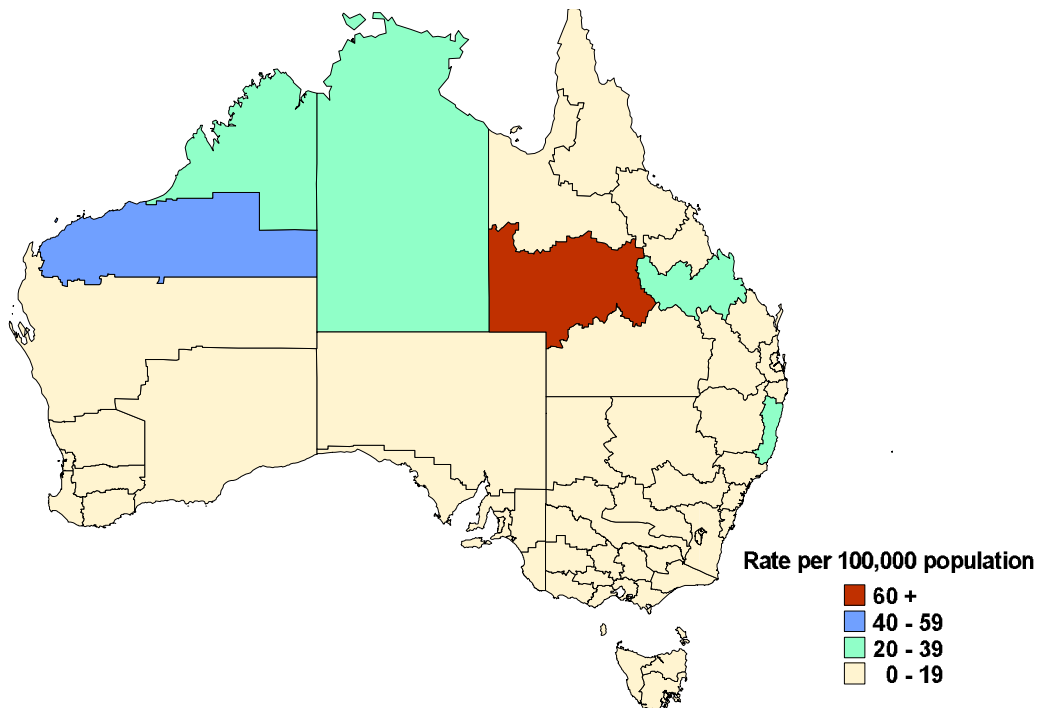 Rate per 100,000 population
60 +
40 - 59
20 - 39
0 - 19